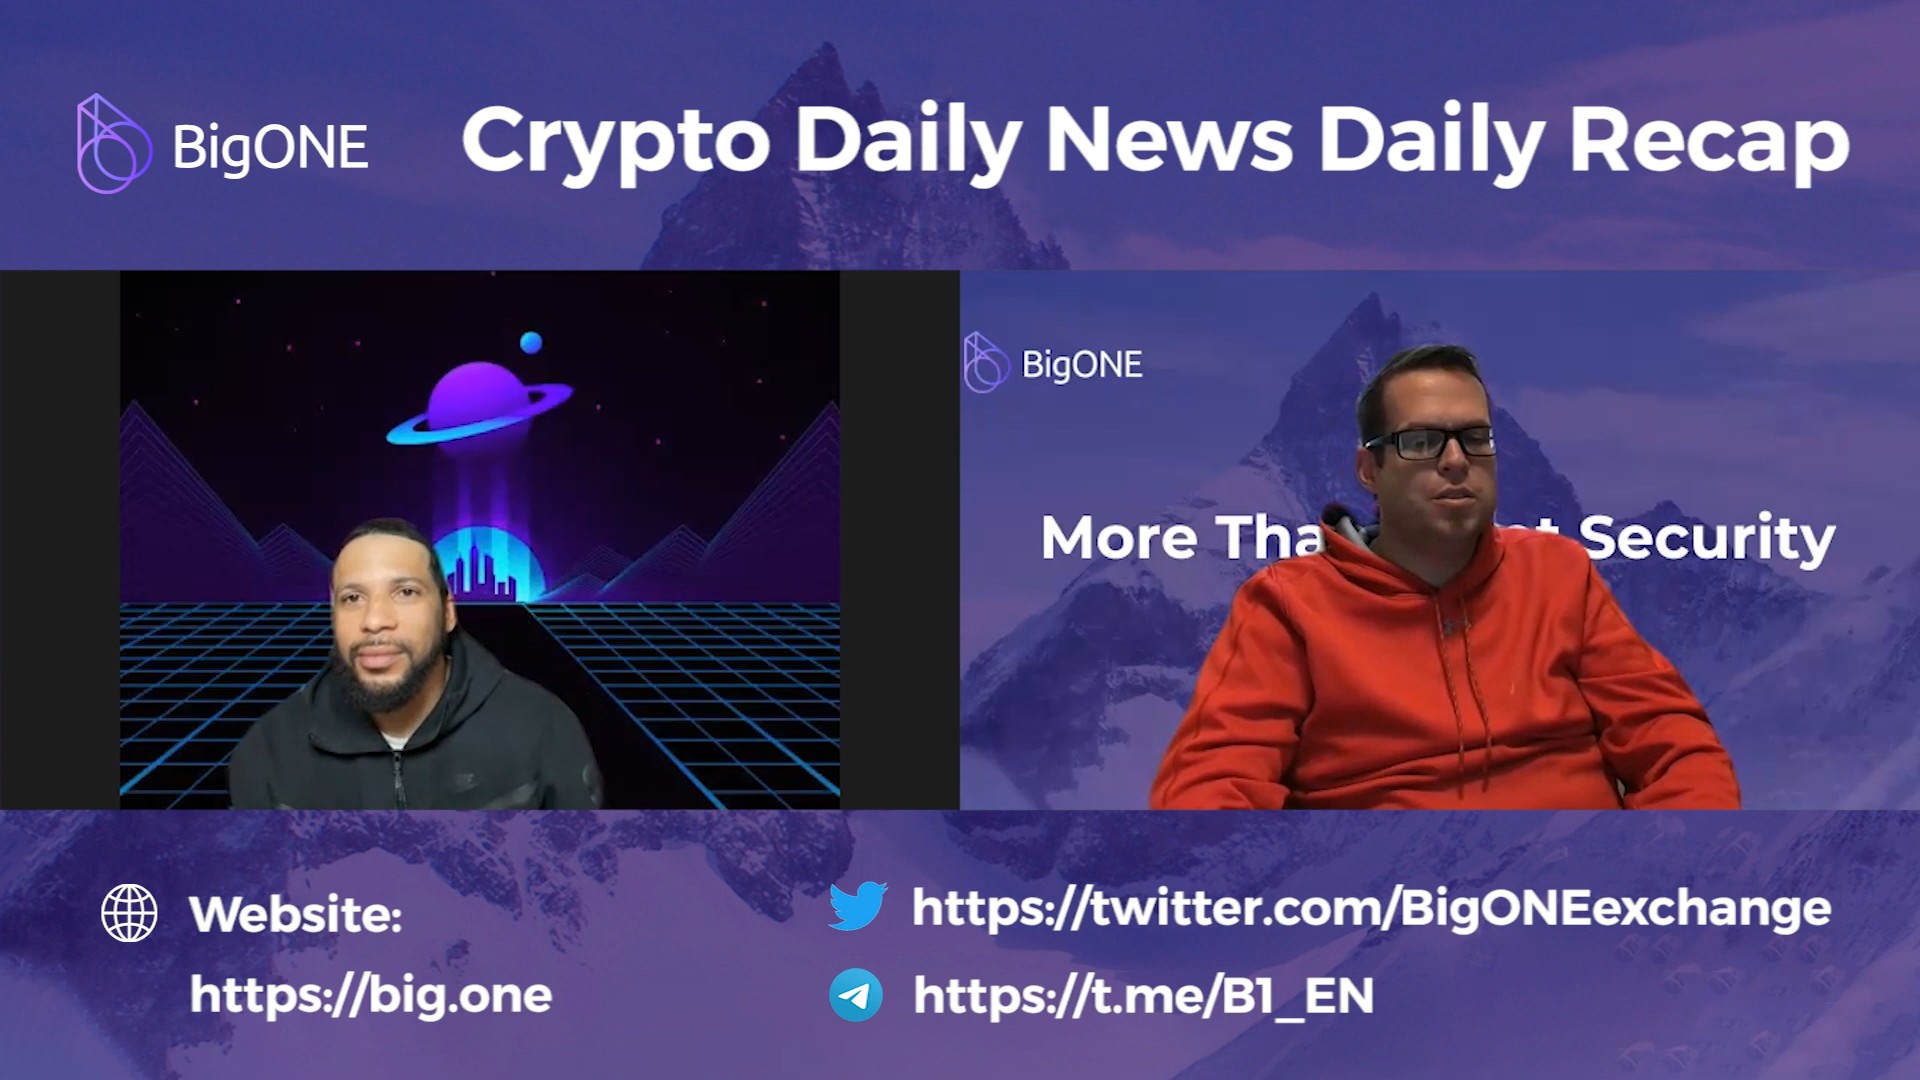 BigONE
Crypto Daily News Daily Recap
BigONE
More Tha t Security
Website:
https://big.one
https://twitter.com/BigONEexchange
https://t.me/B1_EN